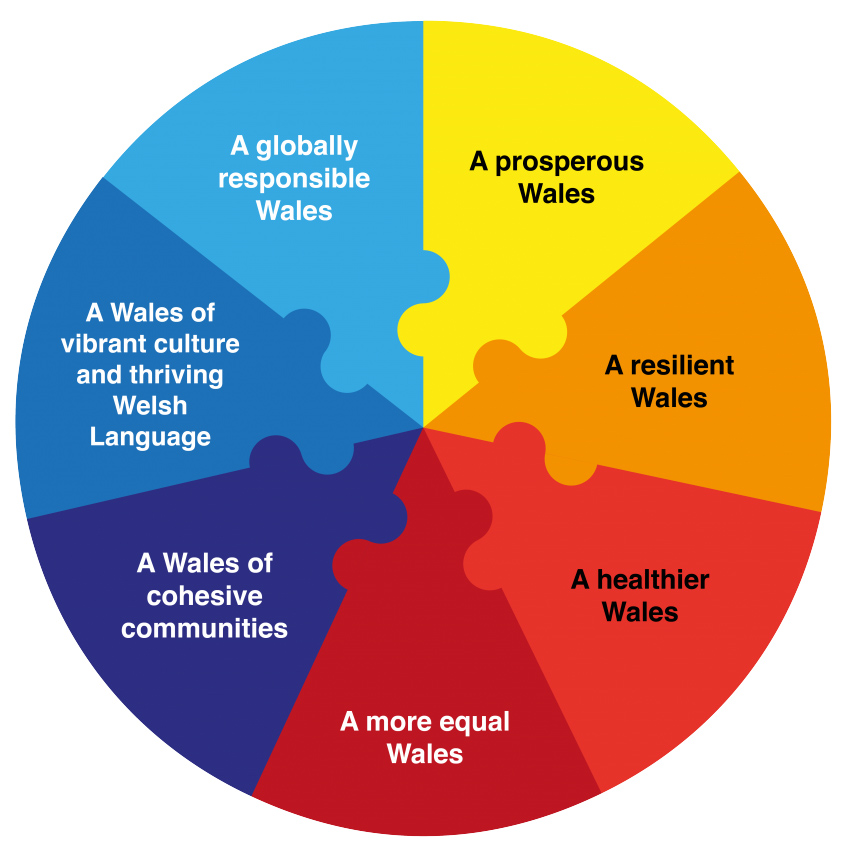 A globally
responsible
Wales
A prosperous
Wales
A resilient
Wales
A healthier
Wales
A more equal
Wales
A Wales of
cohesive
communities
A Wales of
vibrant culture
and thriving
Welsh
Language